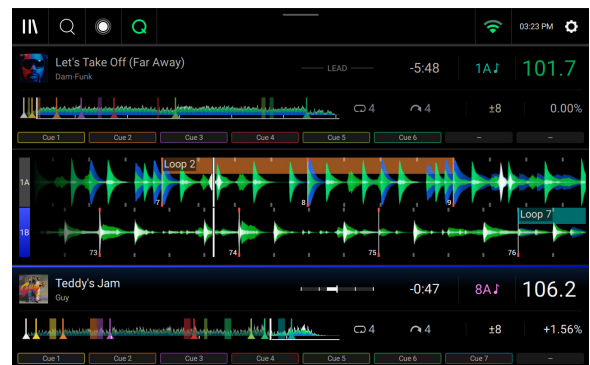 03:23 PM
Let's Take Off (Far Away)
Dam-Funk
LEAD
-5:48
1A♪
101.7
4
4
±8
0.00%
Cue 1
Cue 2
Cue 3
Cue 4
Cue 5
Cue 6
–
–
1A
Loop 2
7
8
9
1B
Loop 7
73
74
75
76
Teddy's Jam
Guy
-0:47
8A♪
106.2
4
4
±8
+1.56%
Cue 1
Cue 2
Cue 3
Cue 4
Cue 5
Cue 6
Cue 7
–